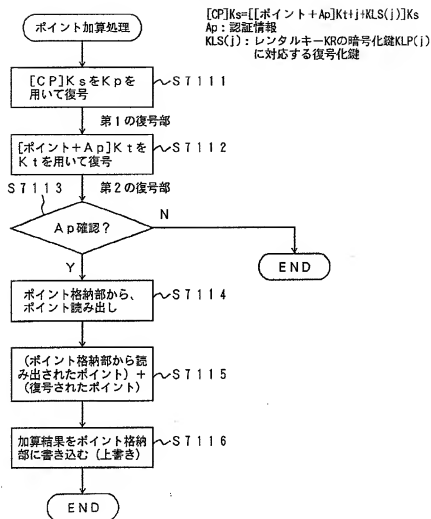 ポイント加算処理
[CP]Ks=[[ポイント+Ap]Kt+j+KLS(j)]Ks
Ap:認証情報
KLS(j):レンタルキーKRの暗号化鍵KLP(j)
に対応する復号化鍵
[CP]KsをKpを
用いて復号
S7111
第1の復号部
[ポイント+Ap]Ktを
Ktを用いて復号
S7112
S7113
第2の復号部
Ap確認?
N
END
Y
ポイント格納部から、
ポイント読み出し
S7114
(ポイント格納部から読
み出されたポイント)+
(復号されたポイント)
S7115
加算結果をポイント格納
部に書き込む(上書き)
S7116
END